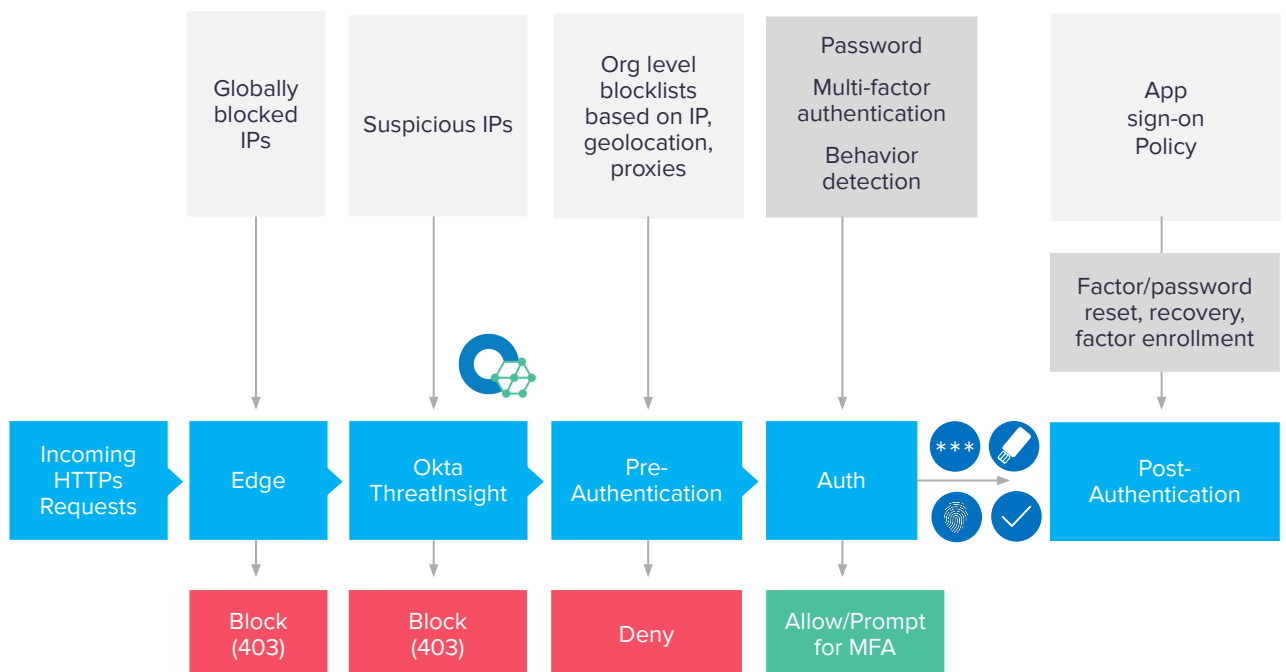 Globally
blocked
IPs
Suspicious IPs
Org level
blocklists
based on IP,
geolocation,
proxies
Password
Multi-factor
authentication
Behavior
detection
App
sign-on
Policy
Factor/password
reset, recovery,
factor enrollment
Incoming
HTTPs
Requests
Edge
Okta
ThreatInsight
Pre-
Authentication
Auth
***
Post-
Authentication
Block
(403)
Block
(403)
Deny
Allow/Prompt
for MFA